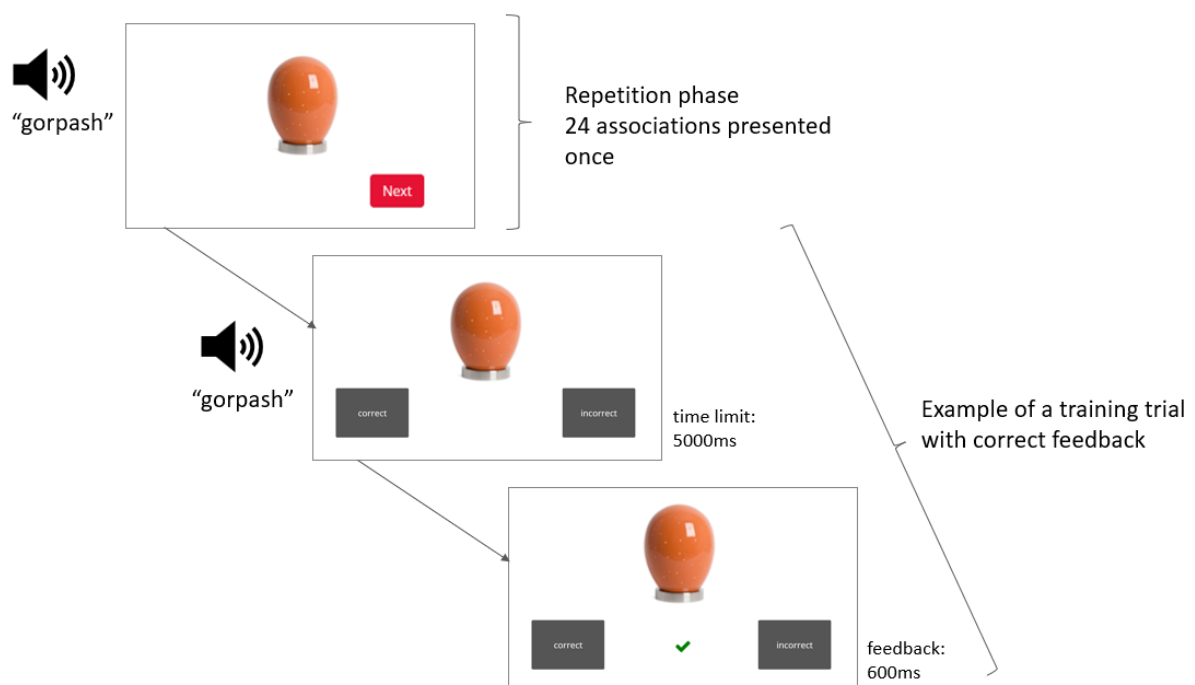 “gorpash”
Next
Repetition phase
24 associations presented
once
“gorpash”
correct
incorrect
time limit:
5000ms
Example of a training trial
with correct feedback
correct
incorrect
feedback:
600ms